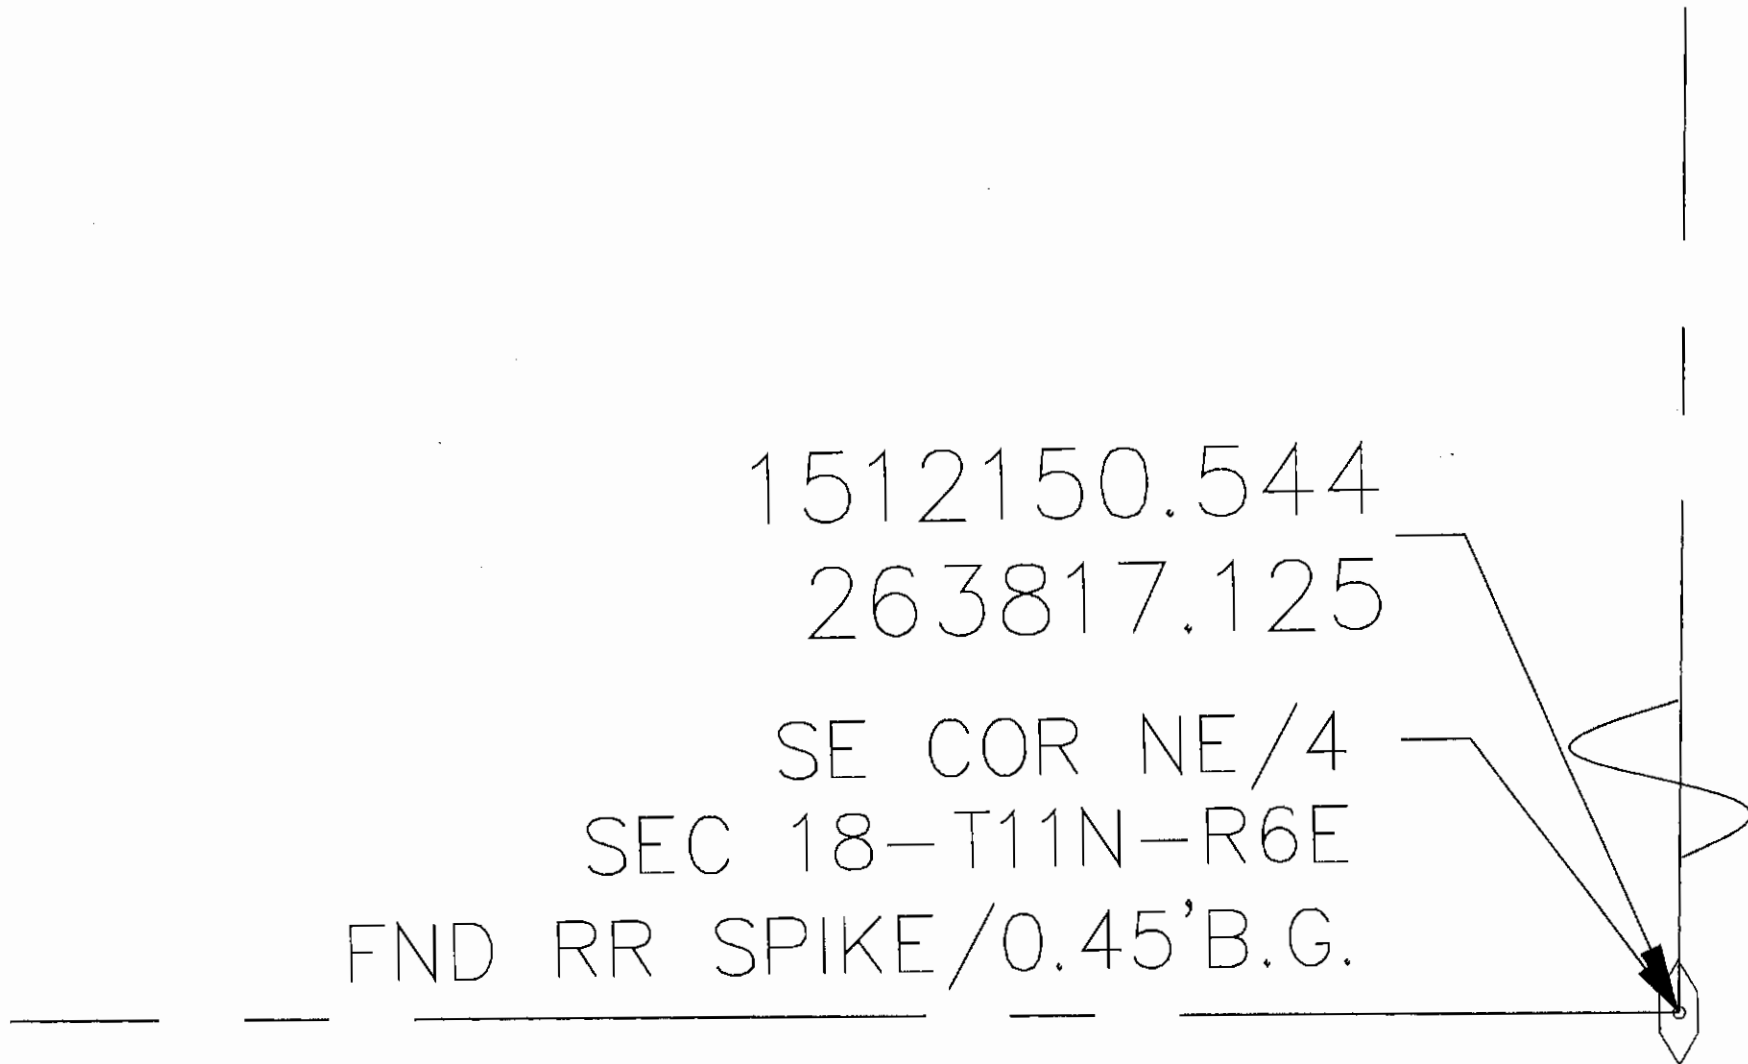 1512150.544
263817.125
SE COR NE/4
SEC 18-T11N-R6E
FND RR SPIKE/0.45'B.G.